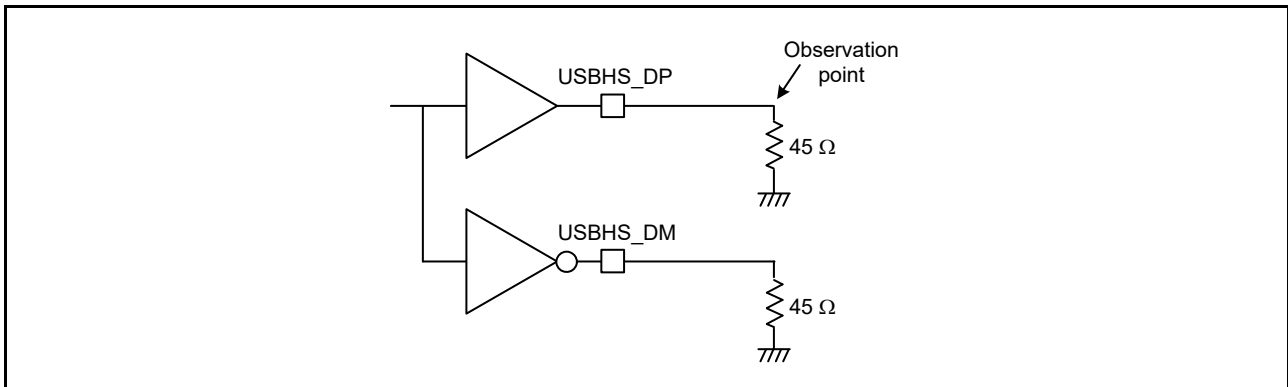 Observation
point
USBHS_DP
45 Ω
USBHS_DM
45 Ω